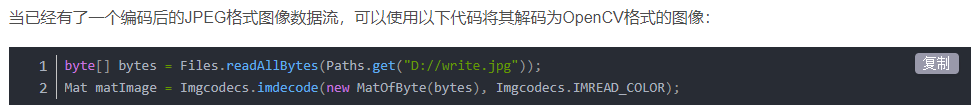 当已经有了一个编码后的JPEG格式图像数据流，可以使用以下代码将其解码为OpenCV格式的图像：
复制
1 byte[] bytes = Files.readAllBytes(Paths.get("D://write.jpg"));
2 Mat matImage = Imgcodecs.imdecode(new MatOfByte(bytes), Imgcodecs.IMREAD_COLOR);